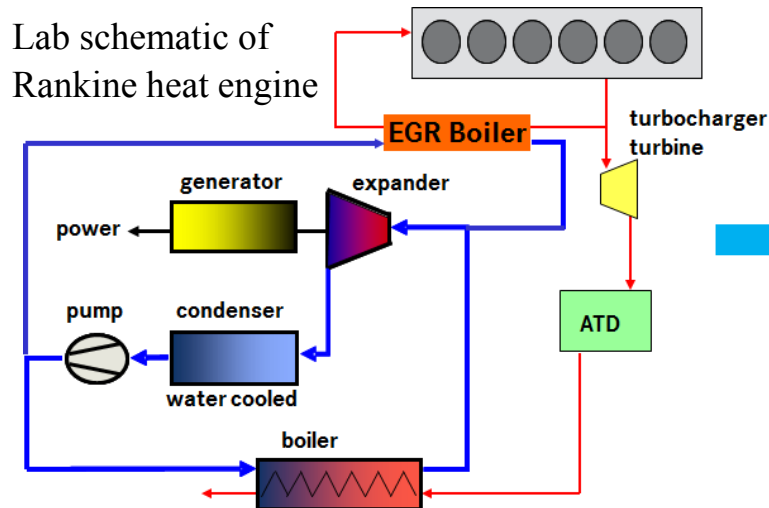 Lab schematic of
Rankine heat engine
EGR Boiler
turbocharger
turbine
generator
expander
power
pump
condenser
ATD
water cooled
boiler